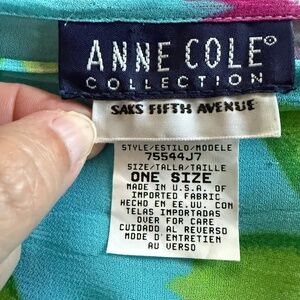 ANNE COLE®
COLLECTION
SAKS FIFTH AVENUE
STYLE/ESTILO/MODELE
75544J7
SIZE/TALLA/TAILLE
ONE SIZE
MADE IN U.S.A. OF
IMPORTED FABRIC
HECHO EN EE.UU. CON
TELAS IMPORTADAS
OVER FOR CARE
CUIDADO AL REVERSO
MODE D'ENTRETIEN
AU VERSO